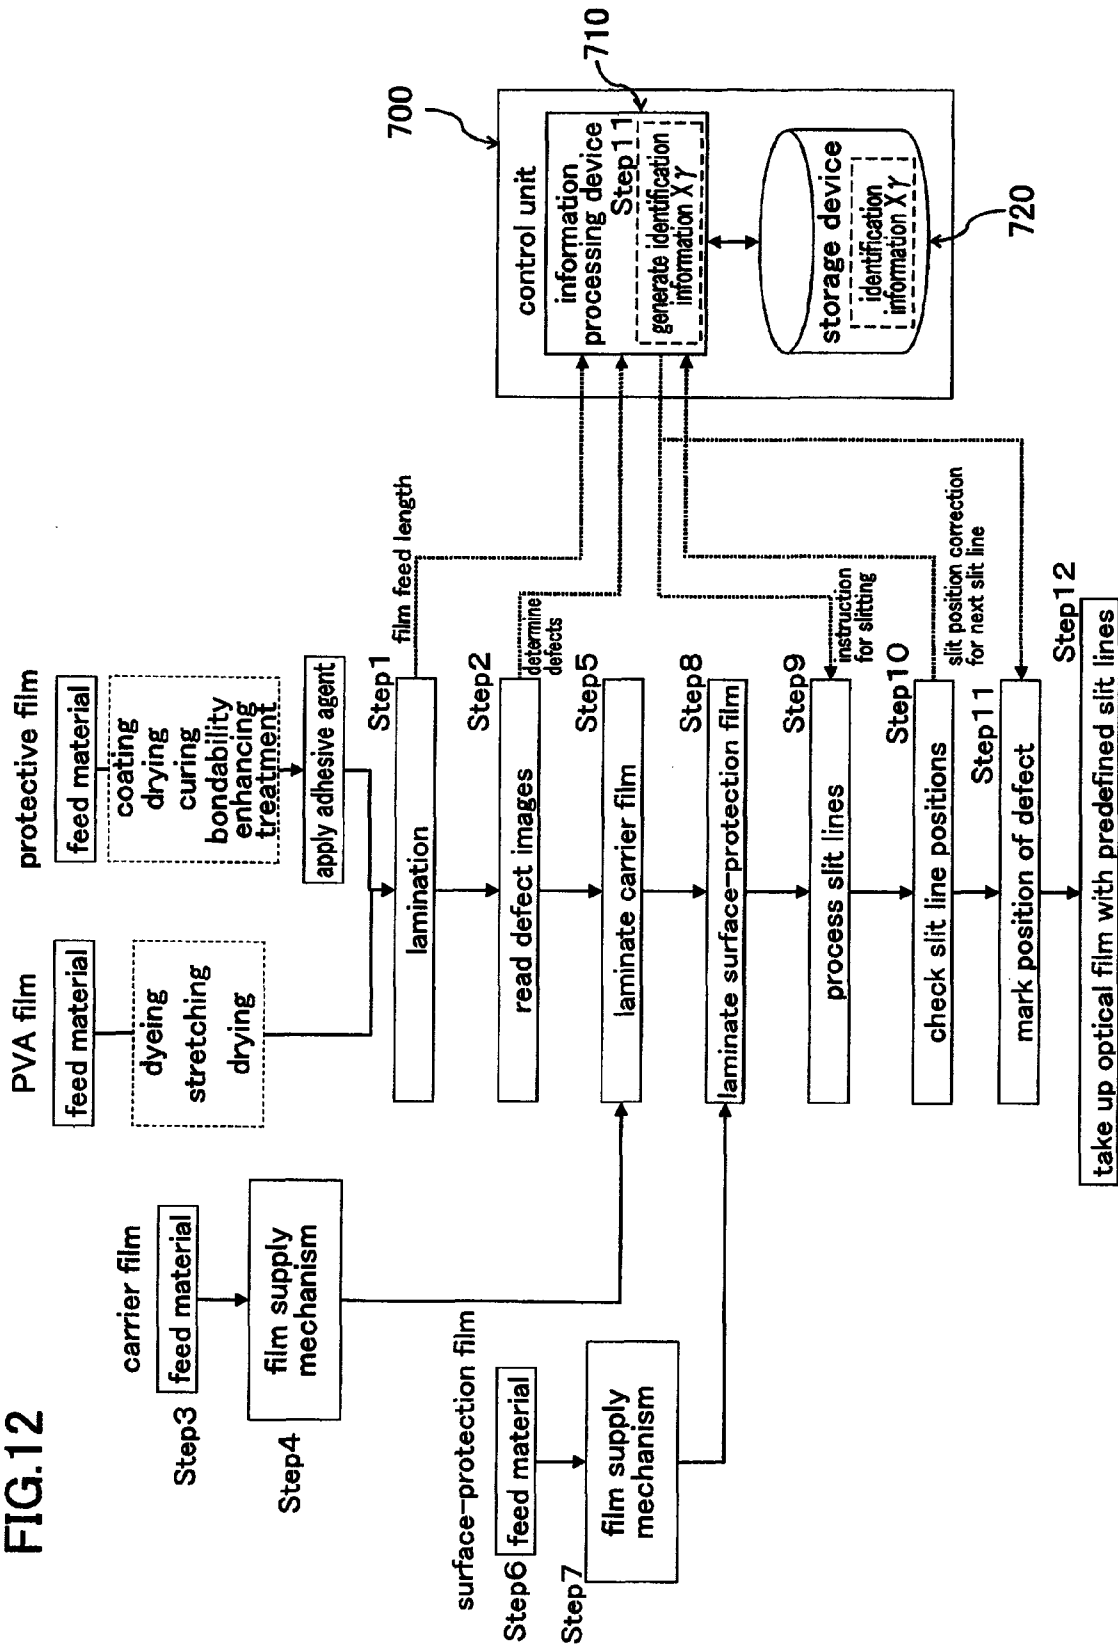 FIG.12
PVA film
feed material
dyeing
stretching
drying
protective film
feed material
coating
drying
curing
bondability
enhancing
treatment
apply adhesive agent
carrier film
Step3
feed material
Step4
film supply
mechanism
surface-protection film
Step6
feed material
Step7
film supply
mechanism
Step1
lamination
film feed length
Step2
read defect images
determine
defects
Step5
laminate carrier film
Step8
laminate surface-protection film
Step9
process slit lines
instruction
for slitting
Step10
check slit line positions
slit position correction
for next slit line
Step11
mark position of defect
Step12
take up optical film with predefined slit lines
700
control unit
710
information
processing device
Step11
generate identification
information Xγ
storage device
identification
information Xγ
720